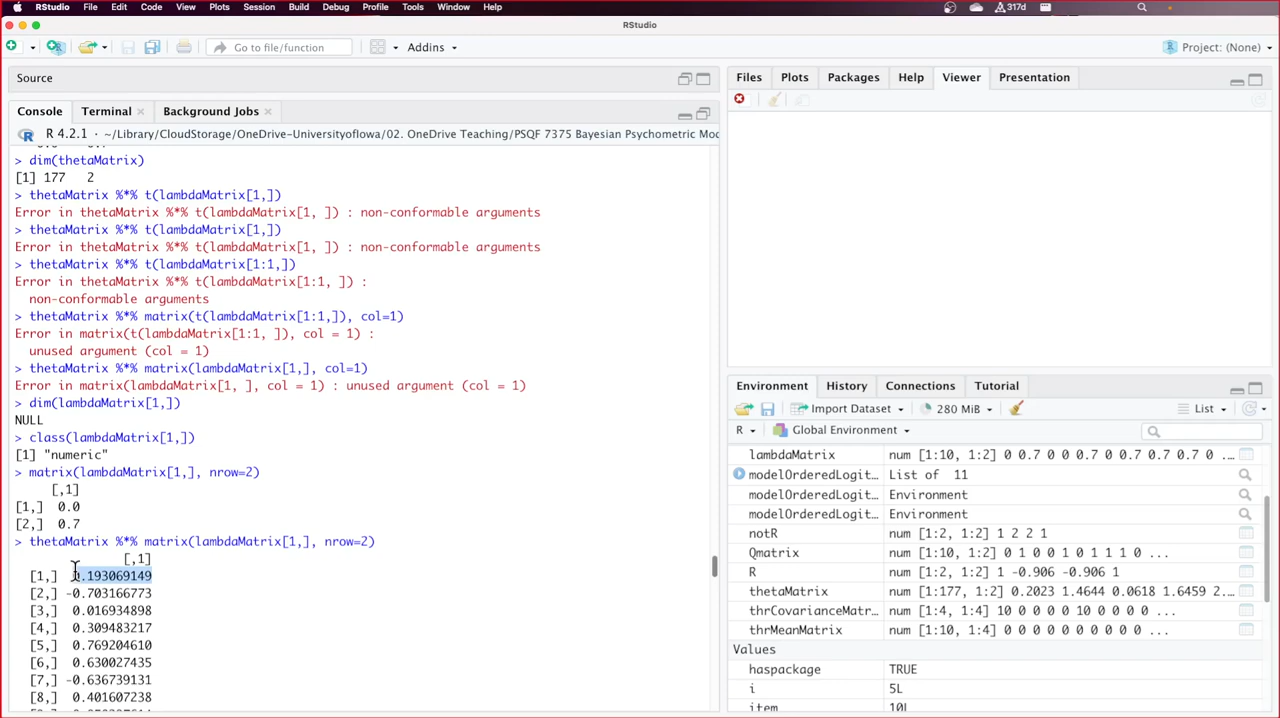 RStudio File Edit Code View Plots Session Build Debug Profile Tools Window Help 317d
RStudio
Go to file/function Addins Project: (None)
Source
Console Terminal Background Jobs
R 4.2.1 · ~/Library/CloudStorage/OneDrive-UniversityofIowa/02. OneDrive Teaching/PSQF 7375 Bayesian Psychometric Mo
> dim(thetaMatrix)
[1] 177 2
> thetaMatrix %*% t(lambdaMatrix[1,])
Error in thetaMatrix %*% t(lambdaMatrix[1, ]) : non-conformable arguments
> thetaMatrix %*% t(lambdaMatrix[1,])
Error in thetaMatrix %*% t(lambdaMatrix[1, ]) : non-conformable arguments
> thetaMatrix %*% t(lambdaMatrix[1:1,])
Error in thetaMatrix %*% t(lambdaMatrix[1:1, ]) :
non-conformable arguments
> thetaMatrix %*% matrix(t(lambdaMatrix[1:1,]), col=1)
Error in matrix(t(lambdaMatrix[1:1, ]), col = 1) :
unused argument (col = 1)
> thetaMatrix %*% matrix(lambdaMatrix[1,], col=1)
Error in matrix(lambdaMatrix[1, ], col = 1) : unused argument (col = 1)
> dim(lambdaMatrix[1,])
NULL
> class(lambdaMatrix[1,])
[1] "numeric"
> matrix(lambdaMatrix[1,], nrow=2)
[,1]
[1,] 0.0
[2,] 0.7
> thetaMatrix %*% matrix(lambdaMatrix[1,], nrow=2)
[,1]
[1,] 0.193069149
[2,] -0.703166773
[3,] 0.016934898
[4,] 0.309483217
[5,] 0.769204610
[6,] 0.630027435
[7,] -0.636739131
[8,] 0.401607238
Files Plots Packages Help Viewer Presentation
Environment History Connections Tutorial
Import Dataset 280 MiB List
R Global Environment
lambdaMatrix num [1:10, 1:2] 0 0.7 0 0 0.7 0 0.7 0.7 0.7 0 ...
modelOrderedLogit… List of 11
modelOrderedLogit… Environment
modelOrderedLogit… Environment
notR num [1:2, 1:2] 1 2 2 1
Qmatrix num [1:10, 1:2] 0 1 0 0 1 0 1 1 1 0 ...
R num [1:2, 1:2] 1 -0.906 -0.906 1
thetaMatrix num [1:177, 1:2] 0.2023 1.4644 0.0618 1.6459 2...
thrCovarianceMatr… num [1:4, 1:4] 10 0 0 0 0 10 0 0 0 0 ...
thrMeanMatrix num [1:10, 1:4] 0 0 0 0 0 0 0 0 0 0 ...
Values
haspackage TRUE
i 5L
item 10L